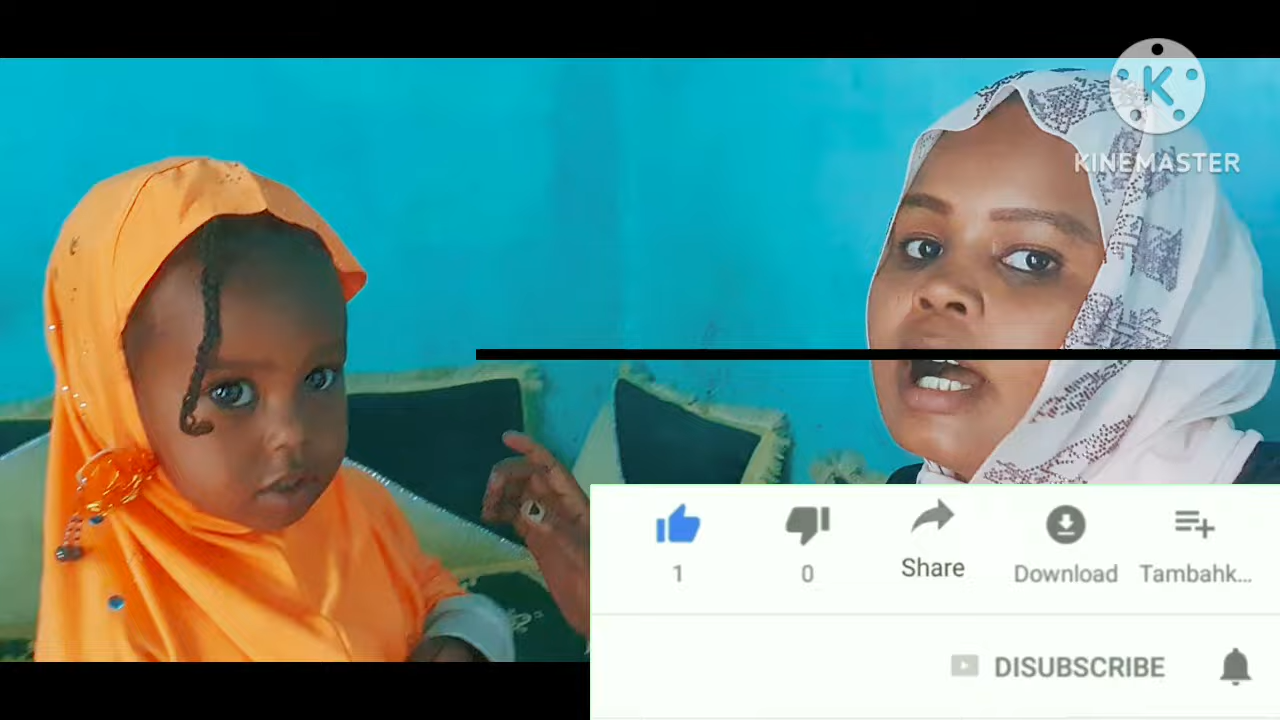 K
KINEMASTER
1
0
Share
Download
Tambahk...
DISUBSCRIBE